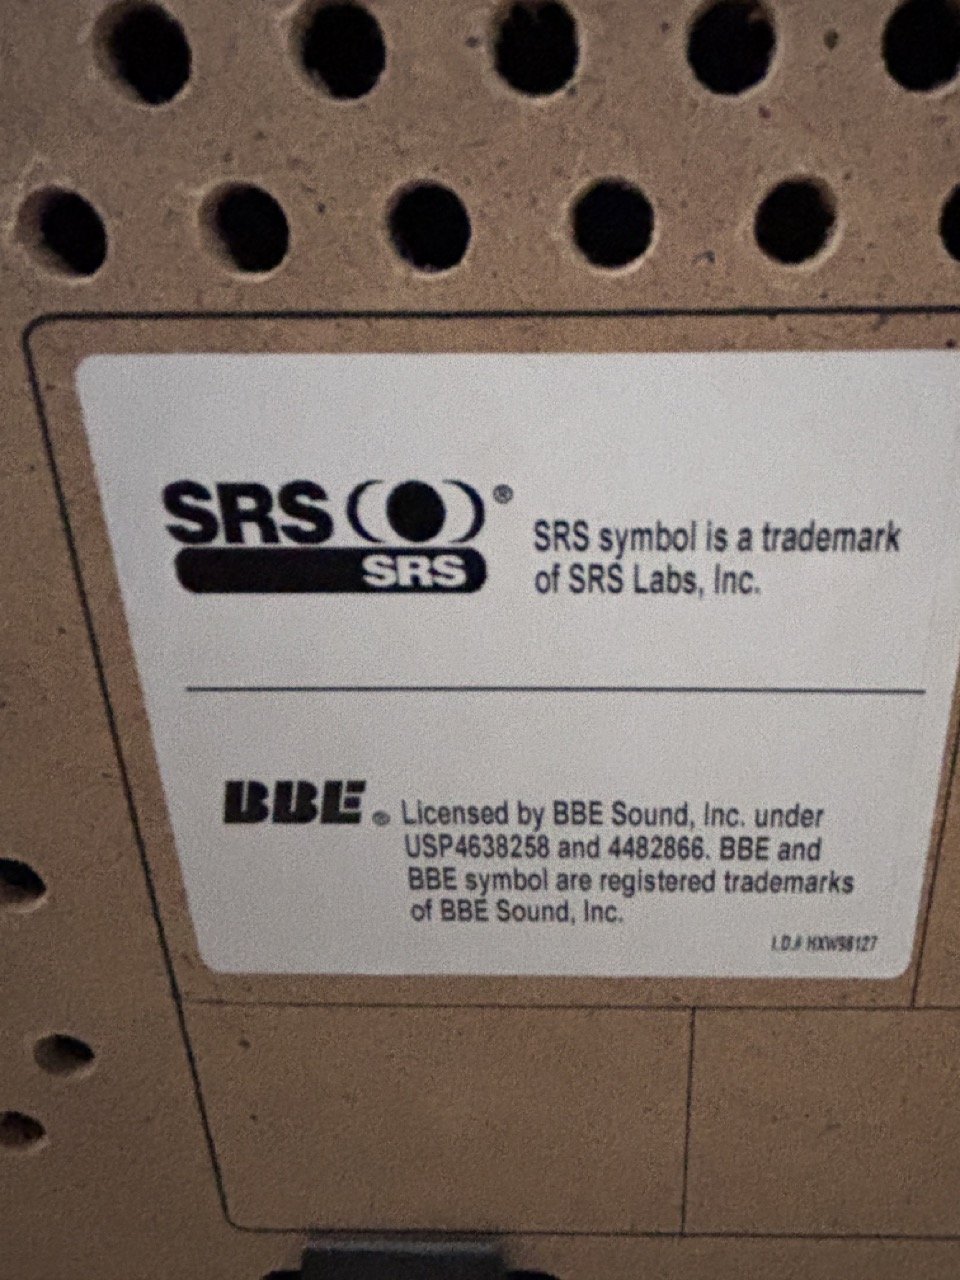 SRS(●)®
SRS
SRS symbol is a trademark
of SRS Labs, Inc.
BBE® Licensed by BBE Sound, Inc. under
USP4638258 and 4482866. BBE and
BBE symbol are registered trademarks
of BBE Sound, Inc.
I.D.# HXW98127